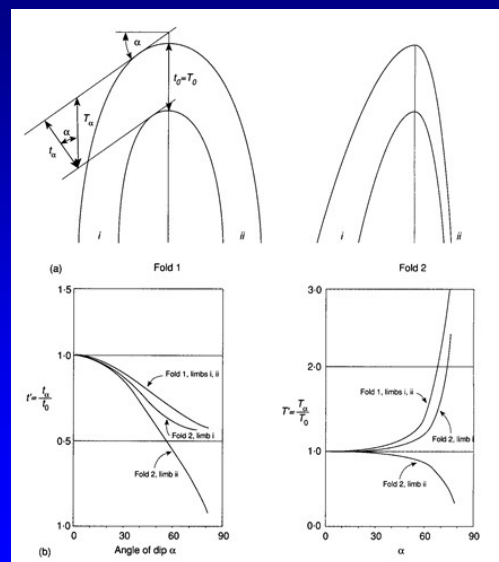 α
t₀=T₀
Tα
α
tα
i
ii
i
ii
(a)
Fold 1
Fold 2
1·5
1·0
0·5
1·0
t'= tα
t₀
Fold 1, limbs i, ii
Fold 2, limb i
Fold 2, limb ii
0
30
60
90
(b)
Angle of dip α
3·0
2·0
1·0
0·0
T'= Tα
T₀
Fold 1, limbs i, ii
Fold 2, limb i
Fold 2, limb ii
0
30
60
90
α